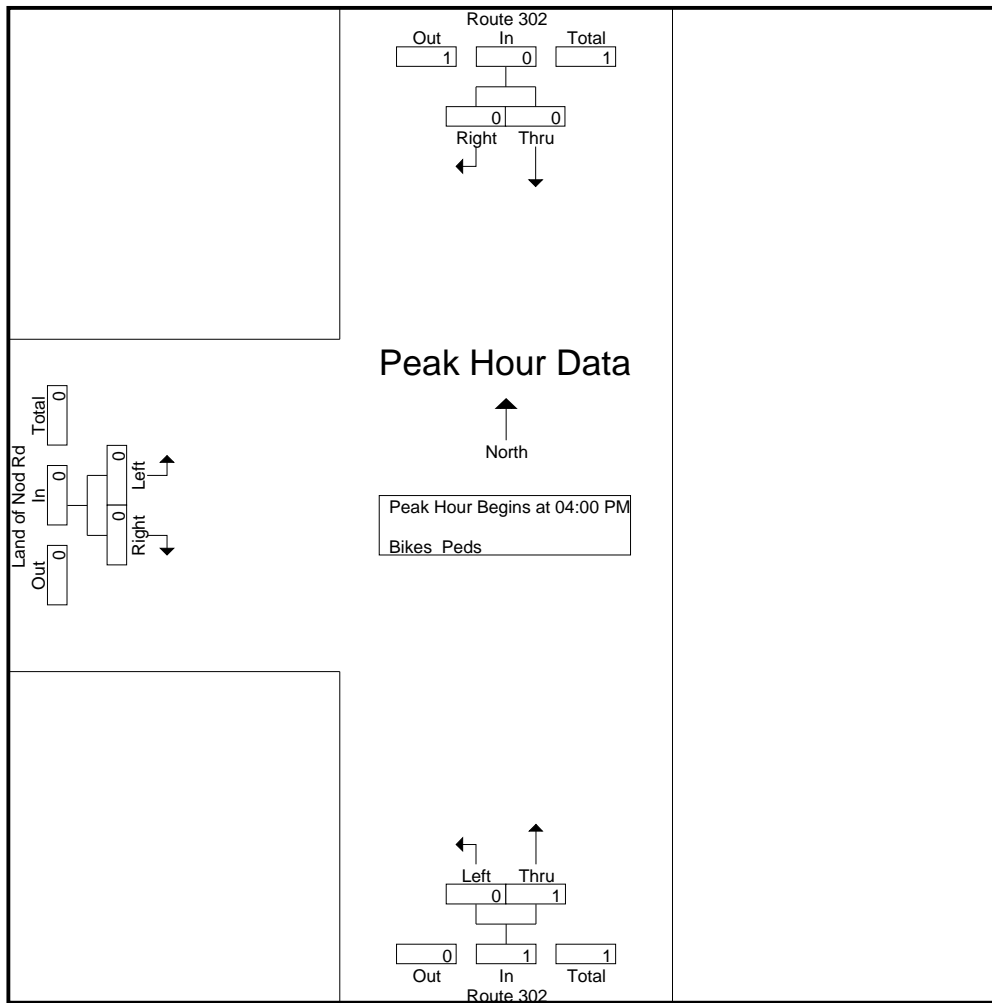 Route 302
Out In Total
1 0 1
0 0
Right Thru
Peak Hour Data
North
Peak Hour Begins at 04:00 PM
Bikes Peds
Land of Nod Rd
Out In Total
0 0 0
0 0
Right Left
Left Thru
0 1
0 1 1
Out In Total
Route 302